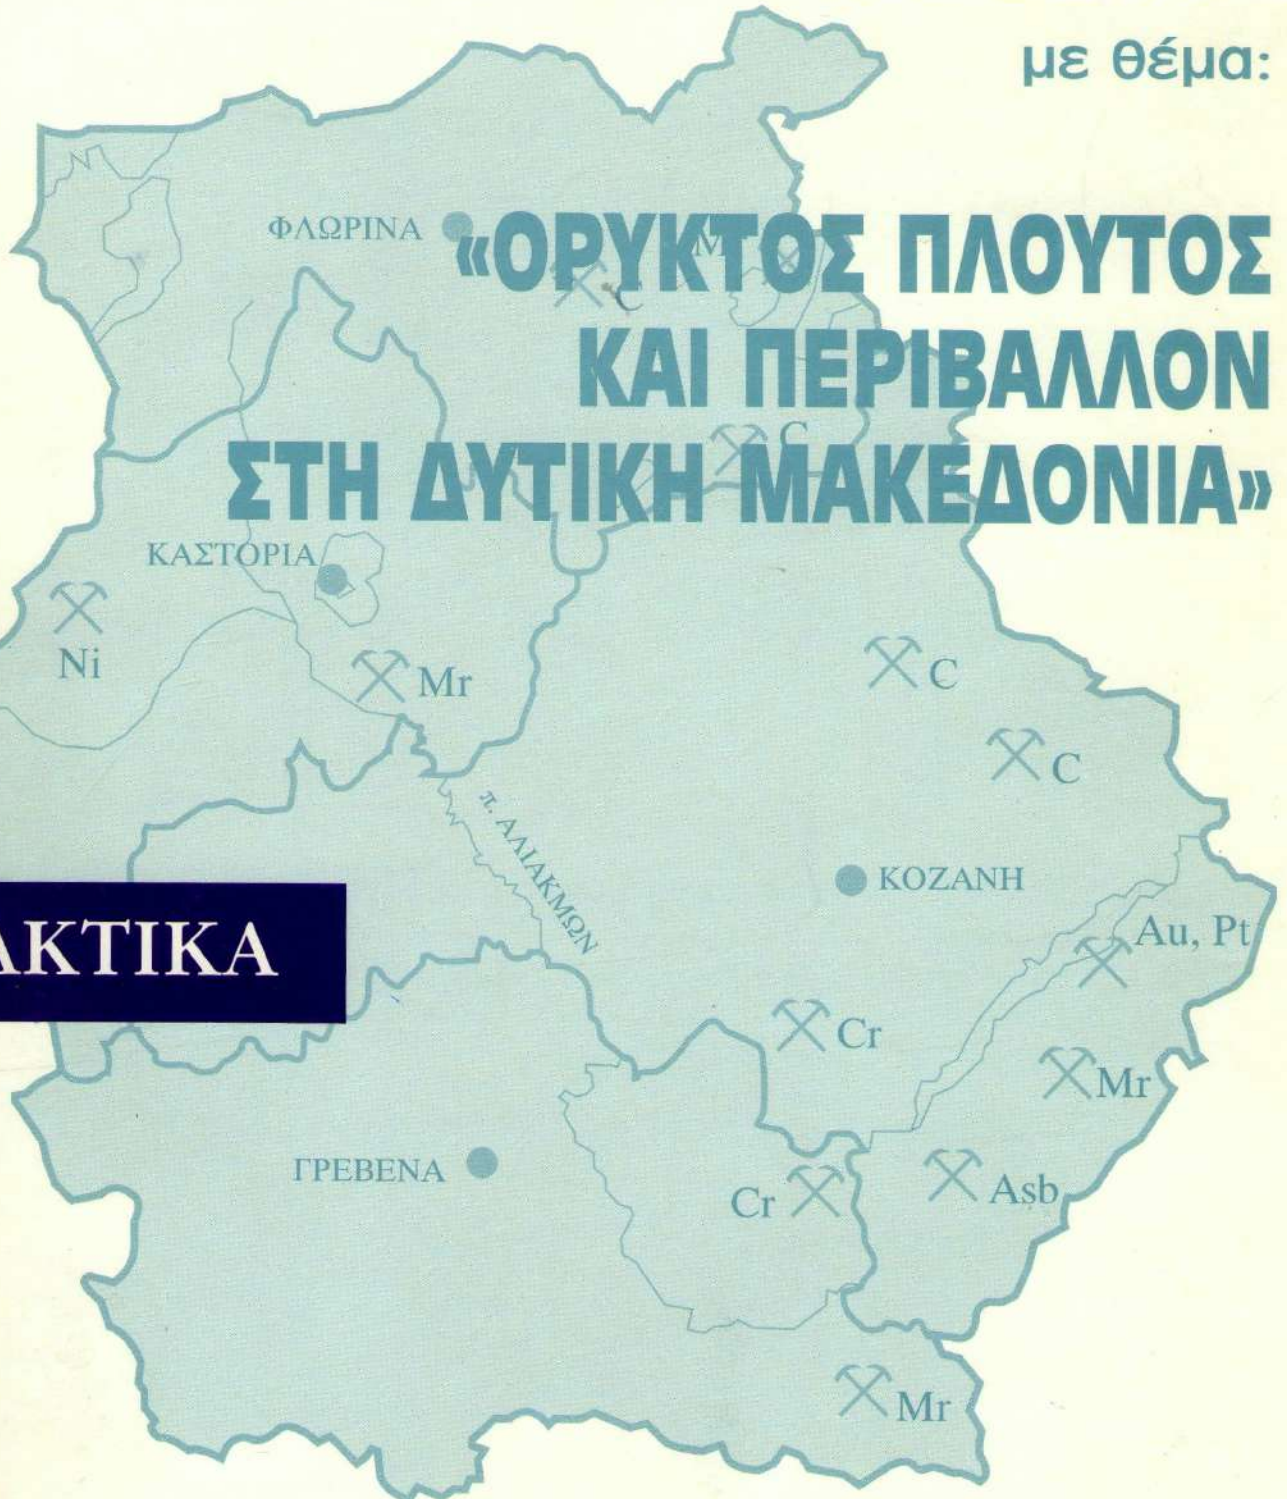 με θέμα:
ΦΛΩΡΙΝΑ
«ΟΡΥΚΤΟΣ ΠΛΟΥΤΟΣ
C
ΚΑΙ ΠΕΡΙΒΑΛΛΟΝ
C
ΣΤΗ ΔΥΤΙΚΗ ΜΑΚΕΔΟΝΙΑ»
ΚΑΣΤΟΡΙΑ
Ni
Mr
C
C
π. ΑΛΙΑΚΜΩΝ
ΚΟΖΑΝΗ
ΑΚΤΙΚΑ
Au, Pt
Cr
Mr
ΓΡΕΒΕΝΑ
Cr
Asb
Mr